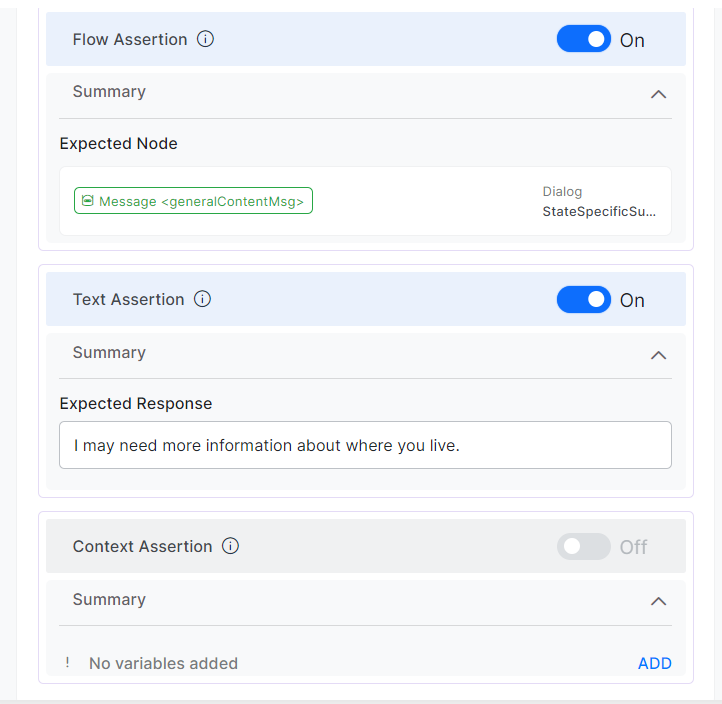 Flow Assertion
On
Summary
Expected Node
Message <generalContentMsg>
Dialog
StateSpecificSu...
Text Assertion
On
Summary
Expected Response
I may need more information about where you live.
Context Assertion
Off
Summary
! No variables added
ADD